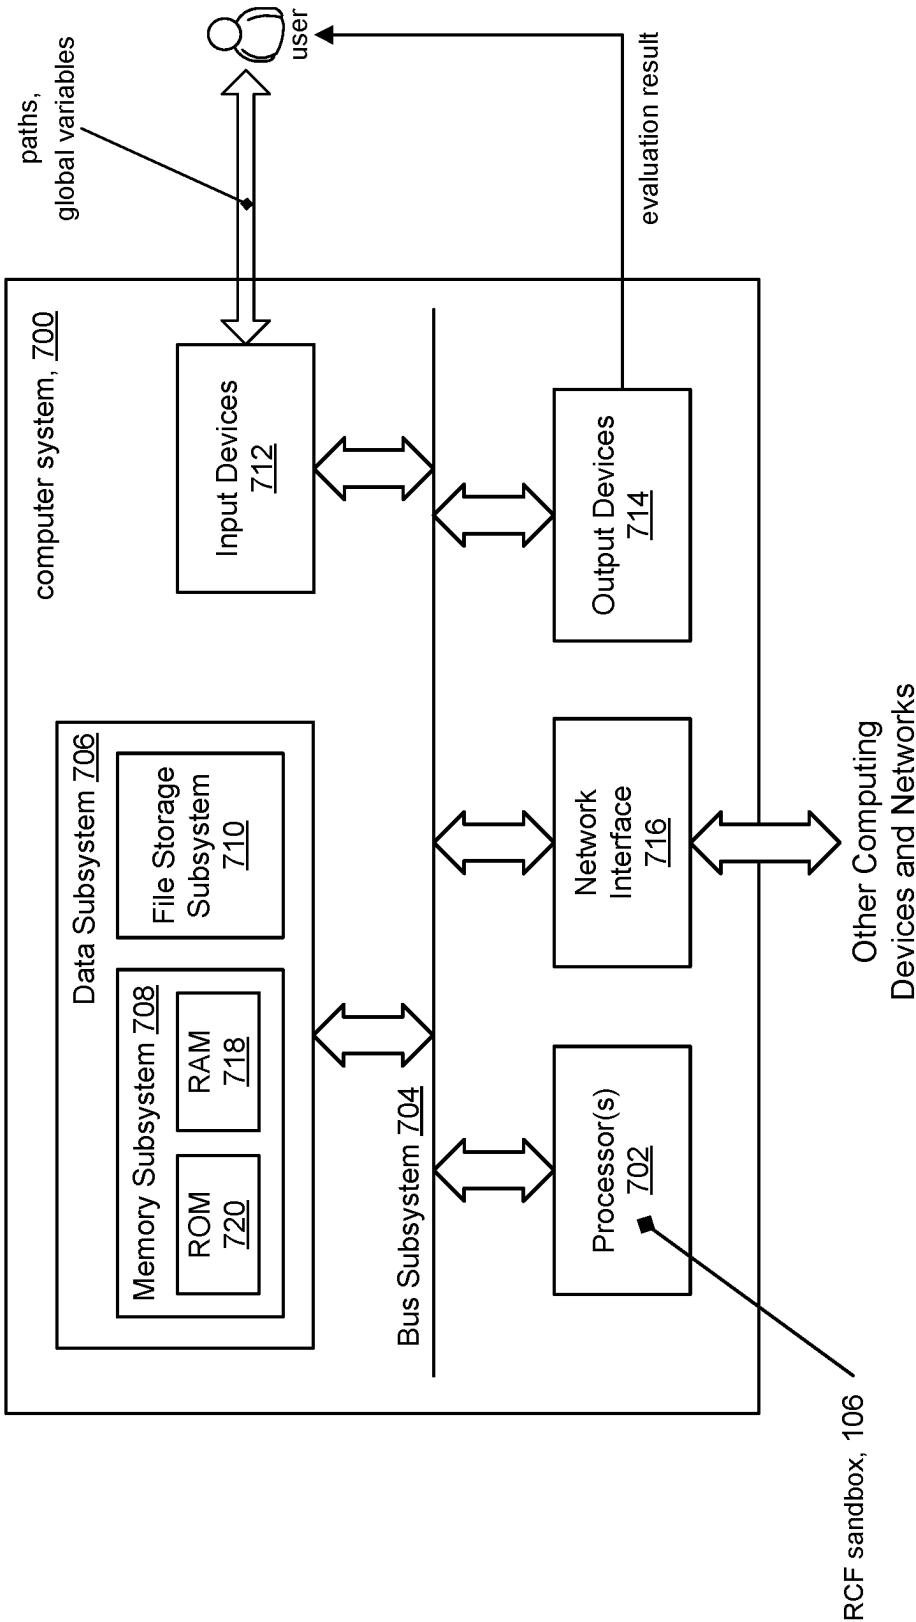 computer system, 700
Data Subsystem 706
Memory Subsystem 708
ROM
720
RAM
718
File Storage
Subsystem
710
Input Devices
712
paths,
global variables
user
Bus Subsystem 704
Processor(s)
702
Network
Interface
716
Output Devices
714
evaluation result
RCF sandbox, 106
Other Computing
Devices and Networks